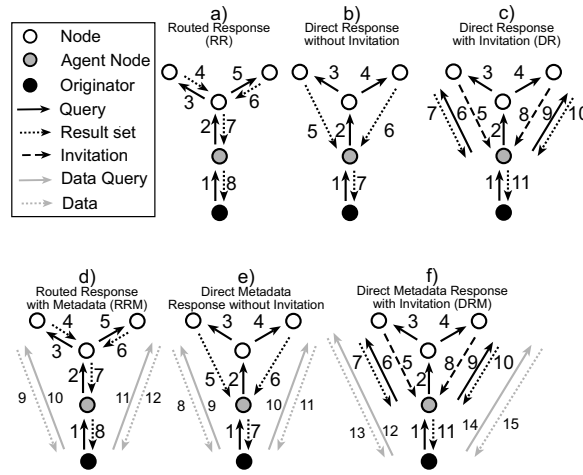 Node
Agent Node
Originator
Query
Result set
Invitation
Data Query
Data
a)
Routed Response
(RR)
4 5
3 6
2 7
1 8
b)
Direct Response
without Invitation
3 4
5 2 6
1 7
c)
Direct Response
with Invitation (DR)
3 4
7 6 5 8 9 10
2
1 11
d)
Routed Response
with Metadata (RRM)
4 5
3 6
2 7
9 10 11 12
1 8
e)
Direct Metadata
Response without Invitation
3 4
5 2 6
8 9 10 11
1 7
f)
Direct Metadata Response
with Invitation (DRM)
3 4
7 6 5 8 9 10
2
13 12 1 11 14 15